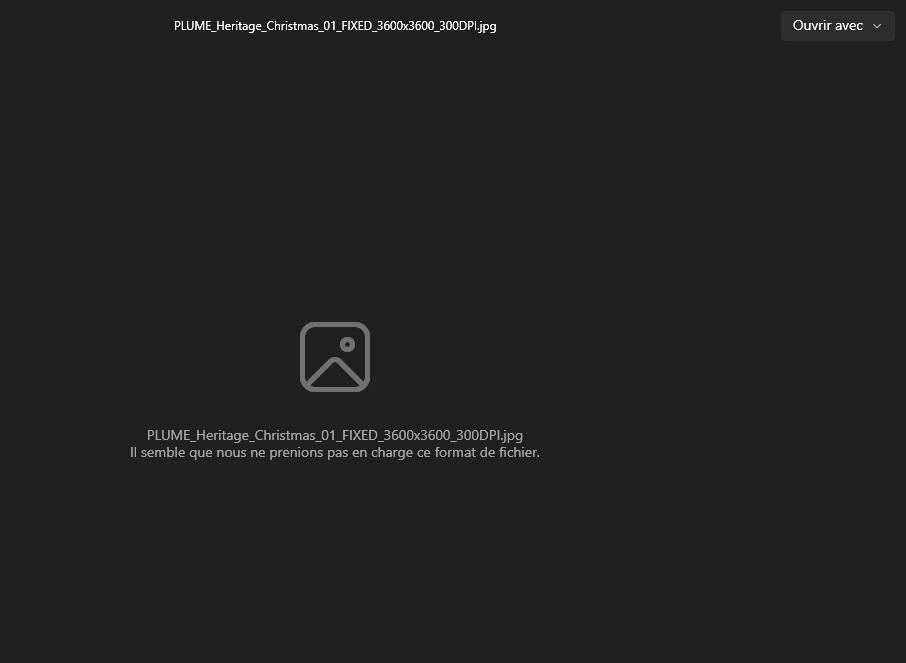 PLUME_Heritage_Christmas_01_FIXED_3600x3600_300DPI.jpg
Ouvrir avec
PLUME_Heritage_Christmas_01_FIXED_3600x3600_300DPI.jpg
Il semble que nous ne prenions pas en charge ce format de fichier.